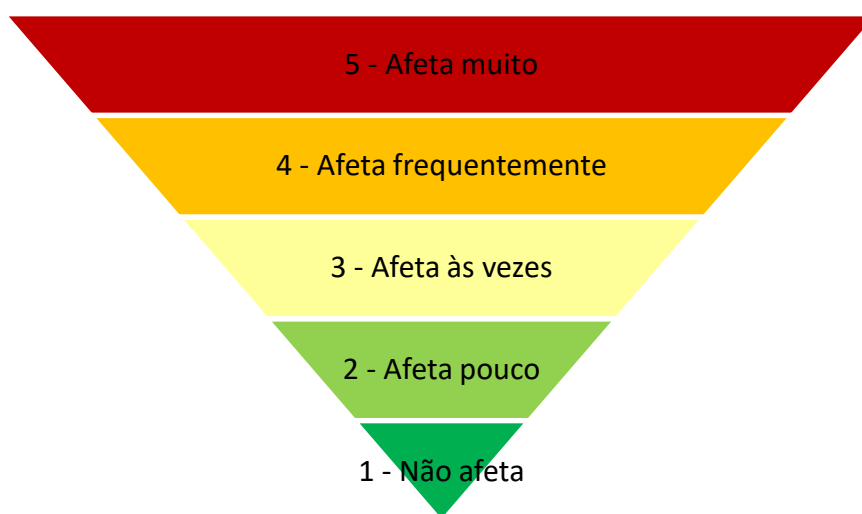 5 - Afeta muito
4 - Afeta frequentemente
3 - Afeta às vezes
2 - Afeta pouco
1 - Não afeta